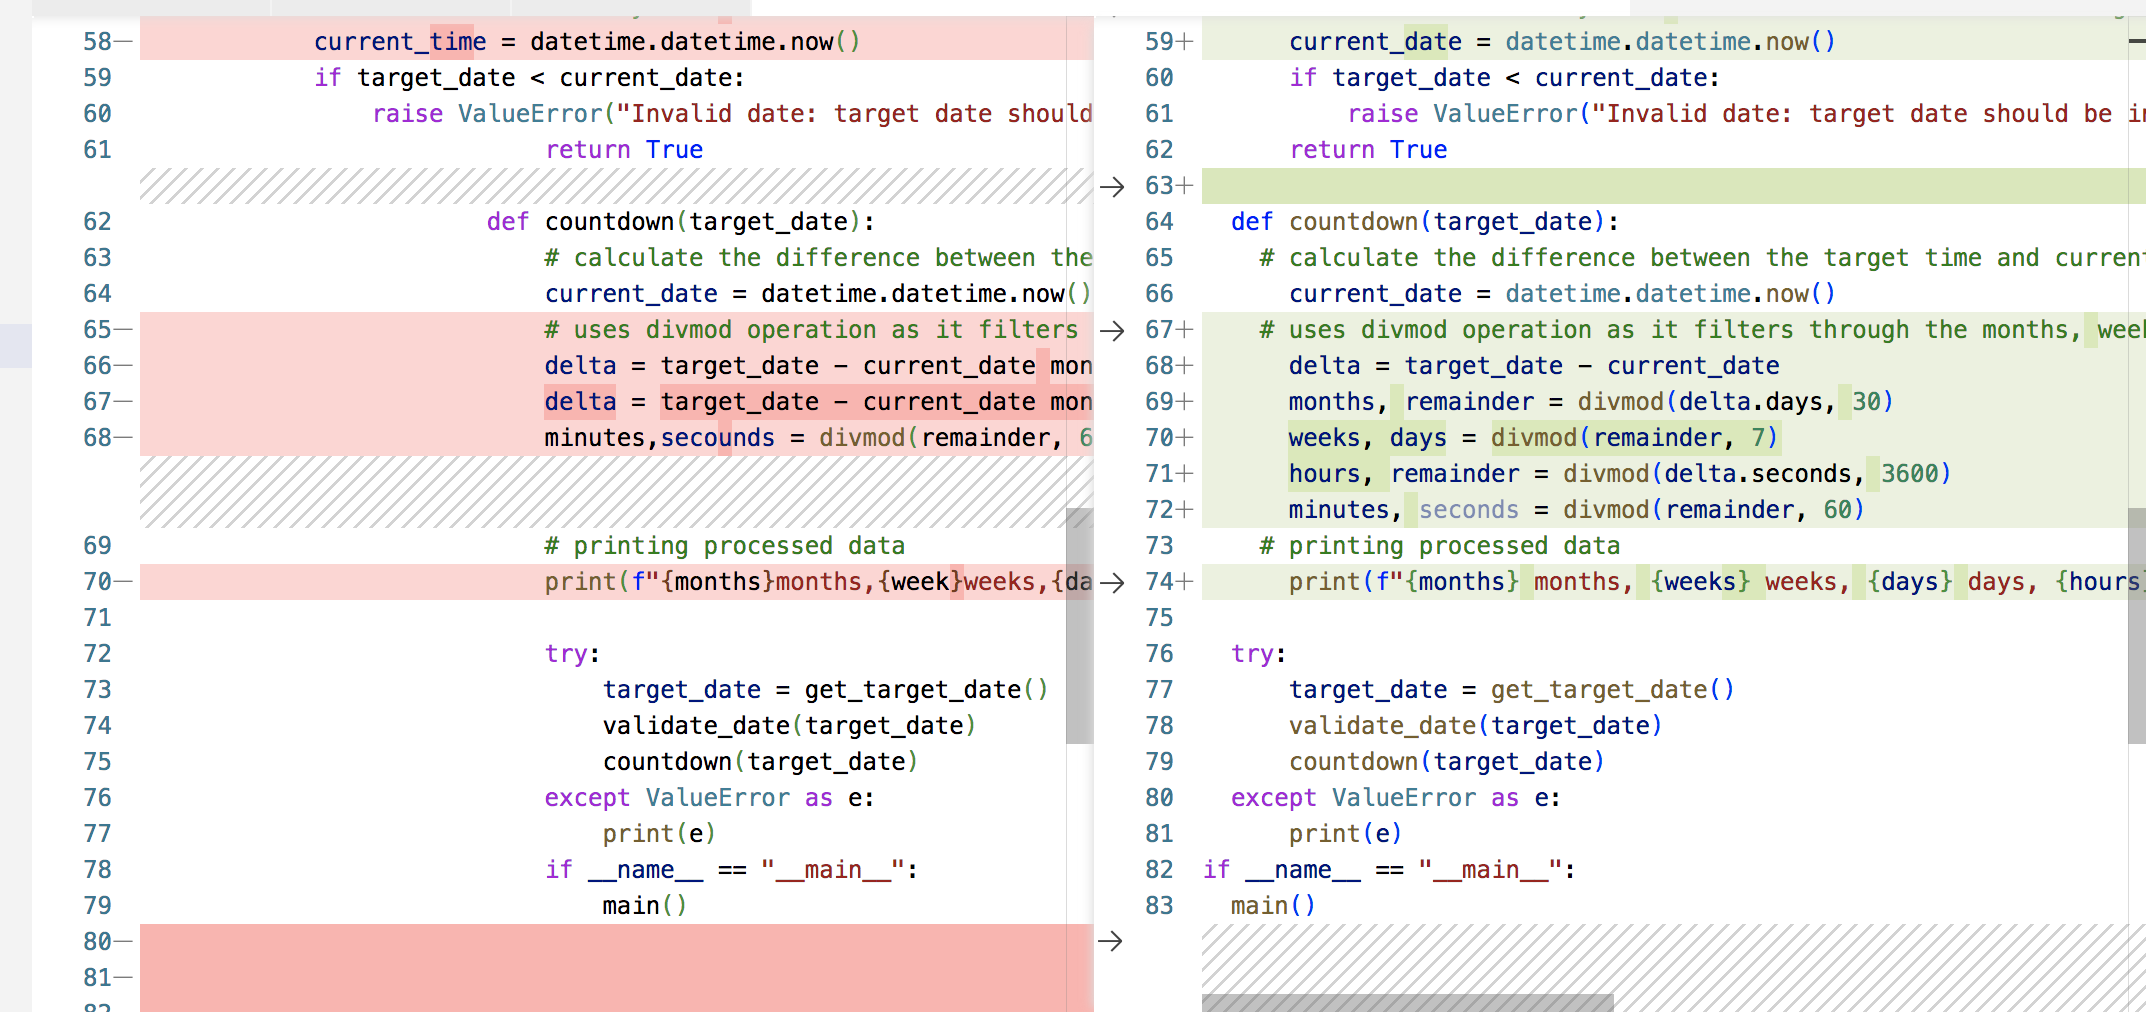 58— current_time = datetime.datetime.now()
59 if target_date < current_date:
60 raise ValueError("Invalid date: target date should
61 return True
62 def countdown(target_date):
63 # calculate the difference between the
64 current_date = datetime.datetime.now()
65— # uses divmod operation as it filters
66— delta = target_date - current_date mon
67— delta = target_date - current_date mon
68— minutes,secounds = divmod(remainder, 6
69 # printing processed data
70— print(f"{months}months,{week}weeks,{da
71
72 try:
73 target_date = get_target_date()
74 validate_date(target_date)
75 countdown(target_date)
76 except ValueError as e:
77 print(e)
78 if __name__ == "__main__":
79 main()
80—
81—
59+ current_date = datetime.datetime.now()
60 if target_date < current_date:
61 raise ValueError("Invalid date: target date should be in
62 return True
63+
64 def countdown(target_date):
65 # calculate the difference between the target time and current
66 current_date = datetime.datetime.now()
67+ # uses divmod operation as it filters through the months, week
68+ delta = target_date - current_date
69+ months, remainder = divmod(delta.days, 30)
70+ weeks, days = divmod(remainder, 7)
71+ hours, remainder = divmod(delta.seconds, 3600)
72+ minutes, seconds = divmod(remainder, 60)
73 # printing processed data
74+ print(f"{months} months, {weeks} weeks, {days} days, {hours}
75
76 try:
77 target_date = get_target_date()
78 validate_date(target_date)
79 countdown(target_date)
80 except ValueError as e:
81 print(e)
82 if __name__ == "__main__":
83 main()